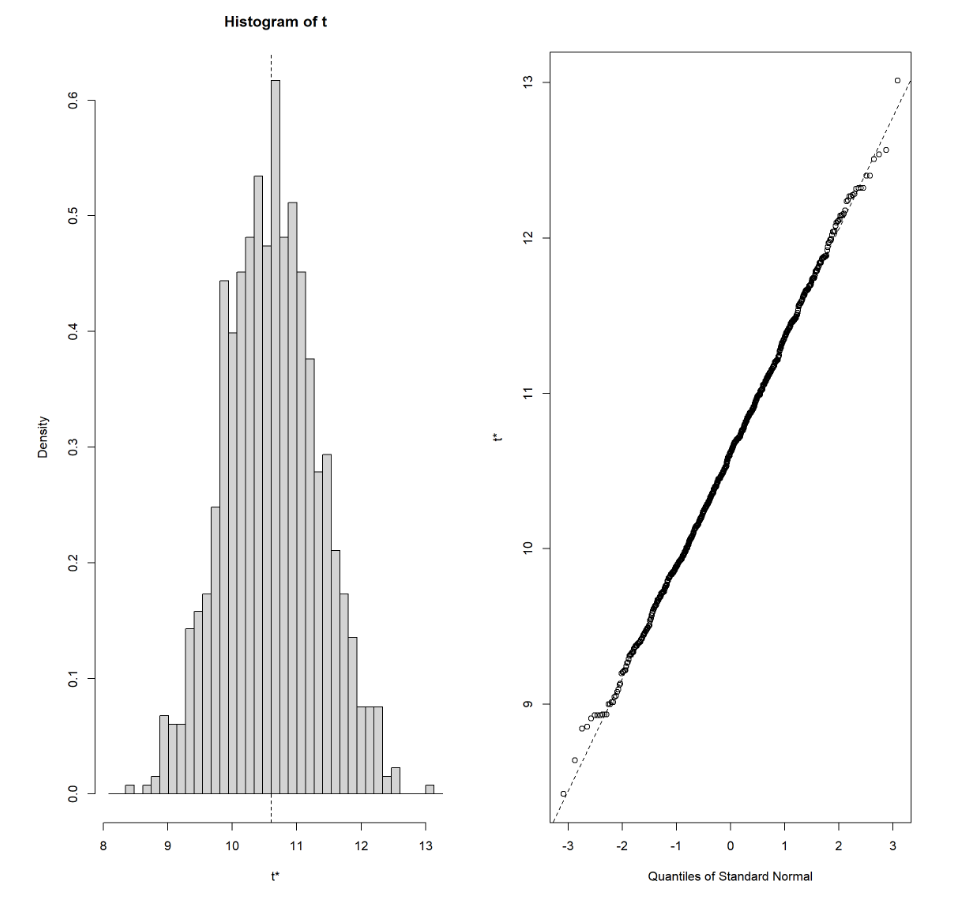 Histogram of t
Density
0.0 0.1 0.2 0.3 0.4 0.5 0.6
8 9 10 11 12 13
t*
t*
9 10 11 12 13
-3 -2 -1 0 1 2 3
Quantiles of Standard Normal